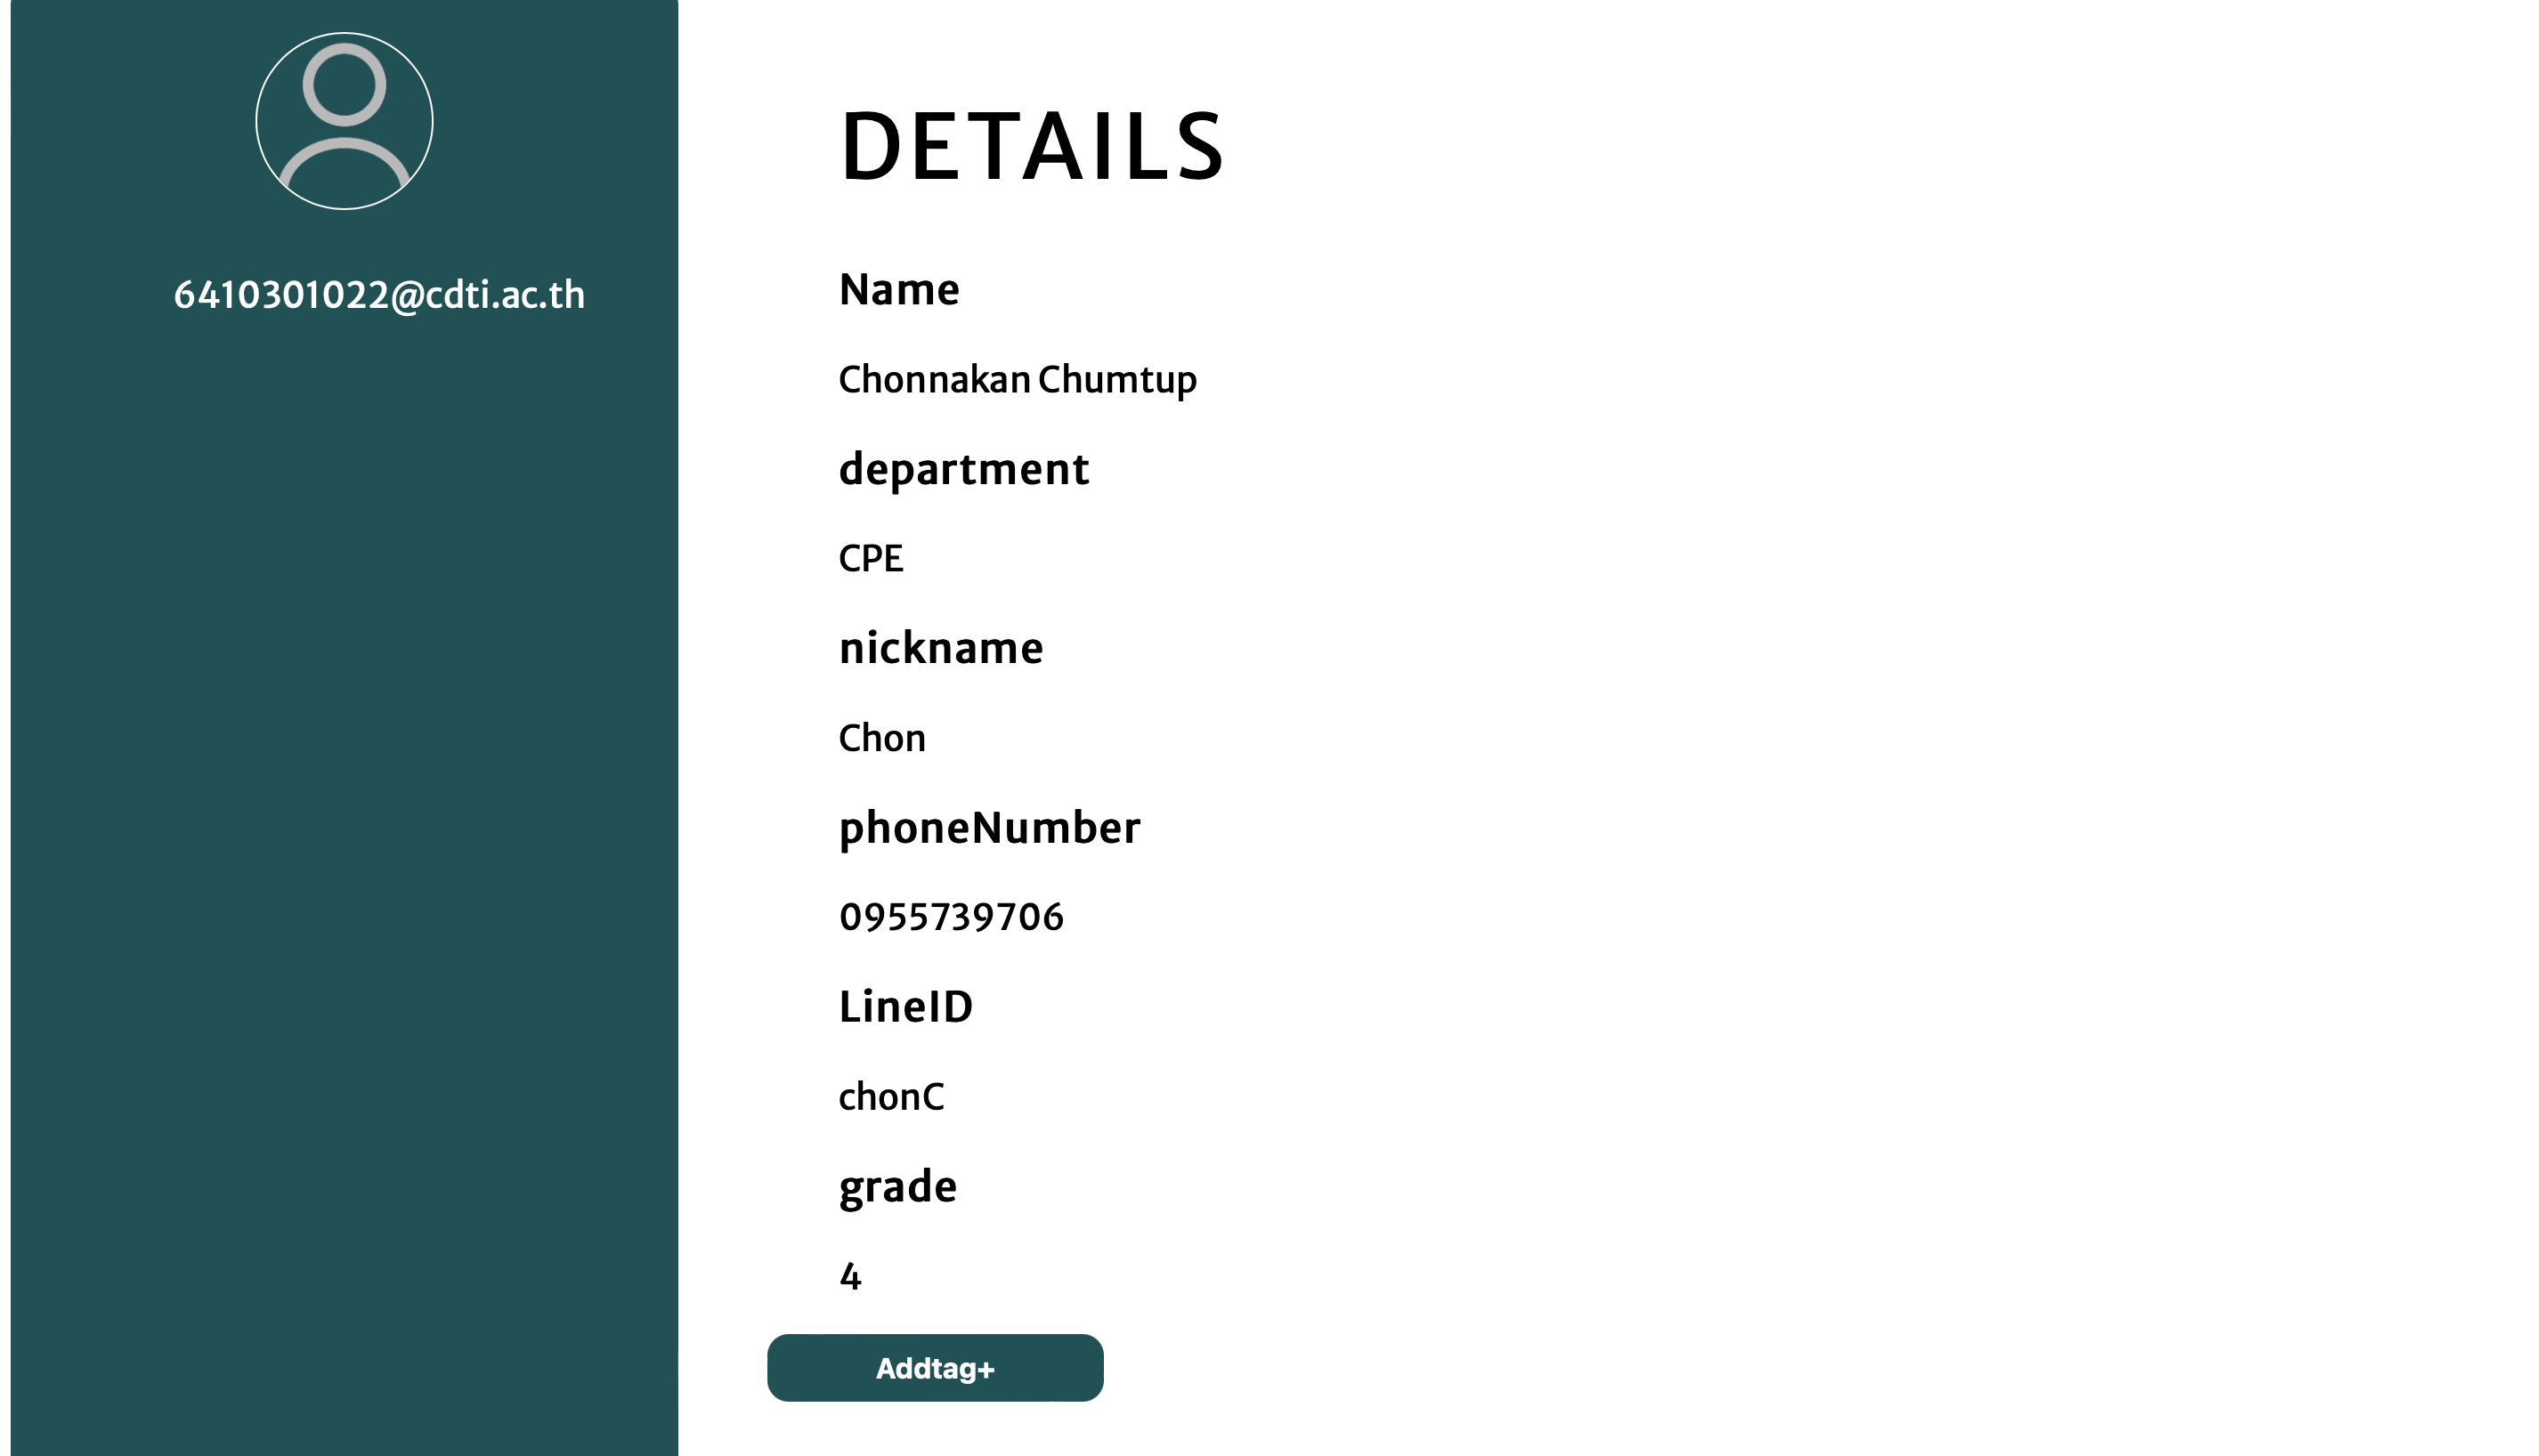 6410301022@cdti.ac.th
DETAILS
Name
Chonnakan Chumtup
department
CPE
nickname
Chon
phoneNumber
0955739706
LineID
chonC
grade
4
Addtag+